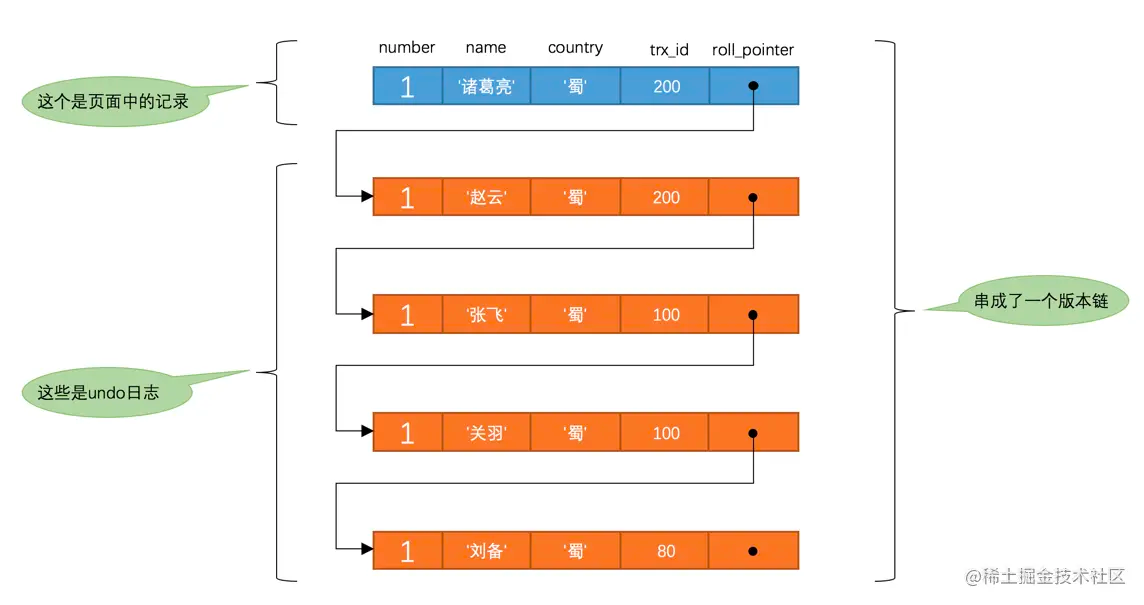 number name country trx_id roll_pointer
1 '诸葛亮' '蜀' 200
这个是页面中的记录
1 '赵云' '蜀' 200
1 '张飞' '蜀' 100
串成了一个版本链
这些是undo日志
1 '关羽' '蜀' 100
1 '刘备' '蜀' 80
@稀土掘金技术社区